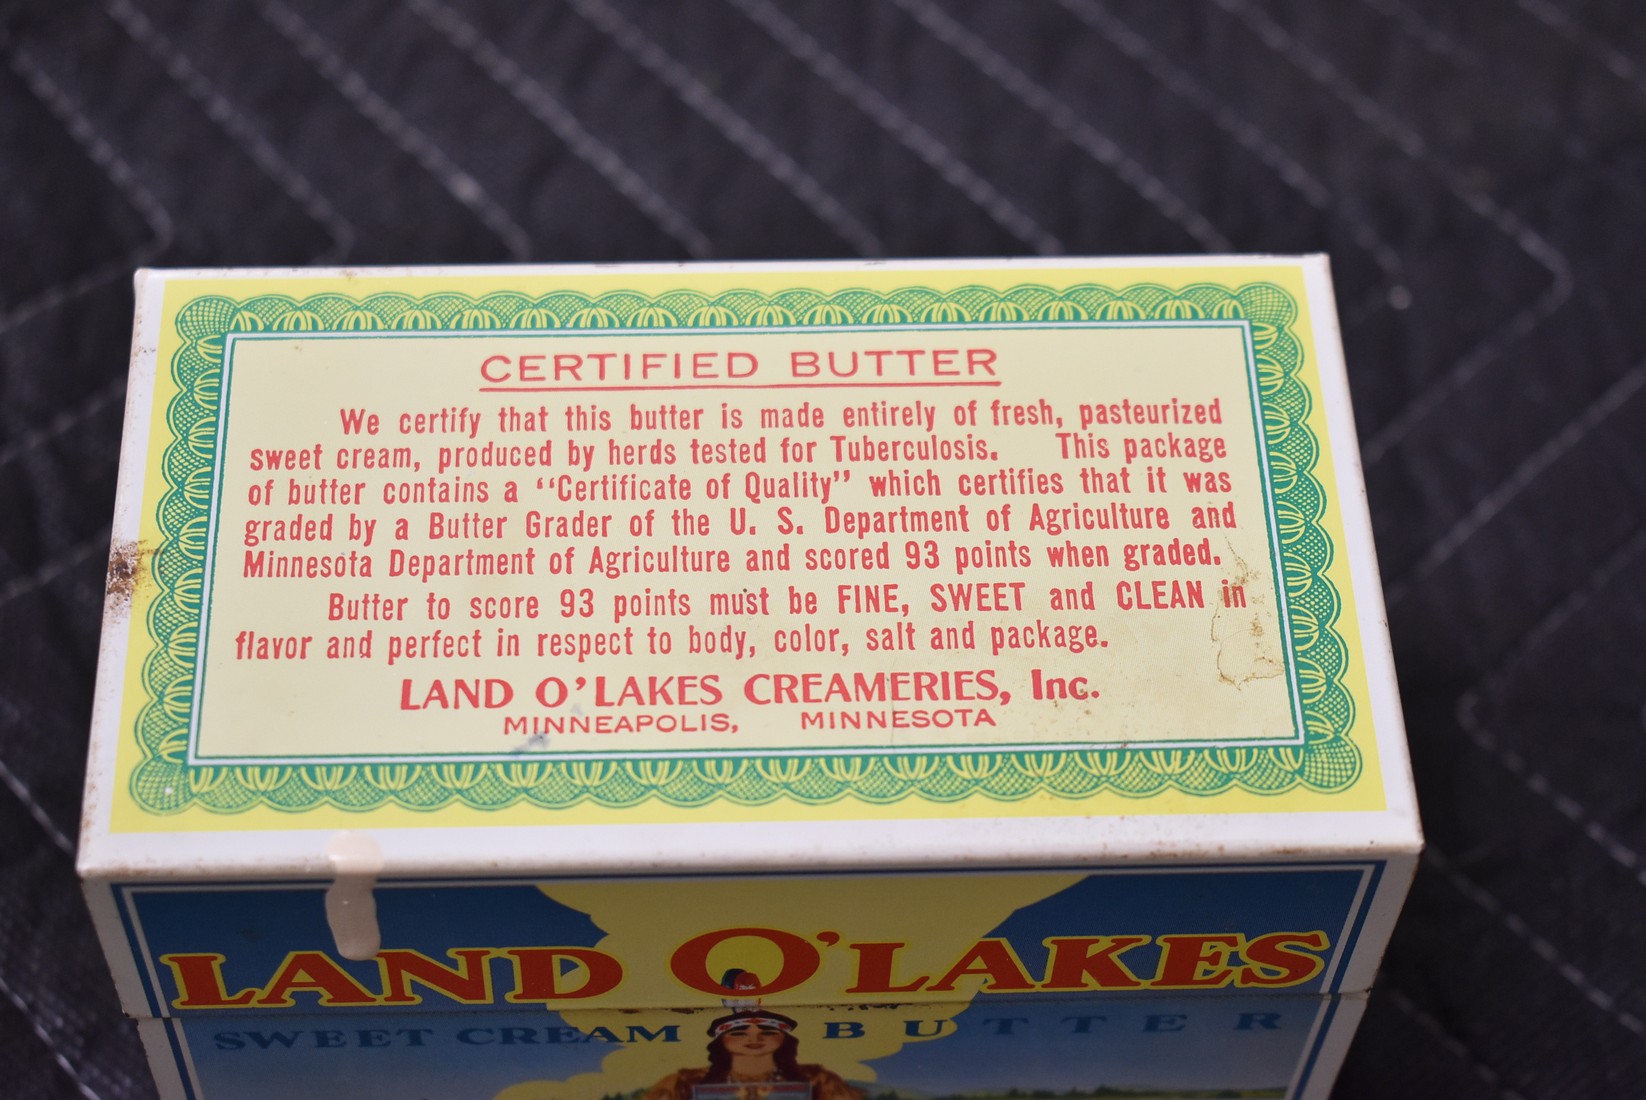 CERTIFIED BUTTER
We certify that this butter is made entirely of fresh, pasteurized
sweet cream, produced by herds tested for Tuberculosis. This package
of butter contains a “Certificate of Quality” which certifies that it was
graded by a Butter Grader of the U. S. Department of Agriculture and
Minnesota Department of Agriculture and scored 93 points when graded.
Butter to score 93 points must be FINE, SWEET and CLEAN in
flavor and perfect in respect to body, color, salt and package.
LAND O’LAKES CREAMERIES, Inc.
MINNEAPOLIS, MINNESOTA
LAND O’LAKES
SWEET CREAM BUTTER